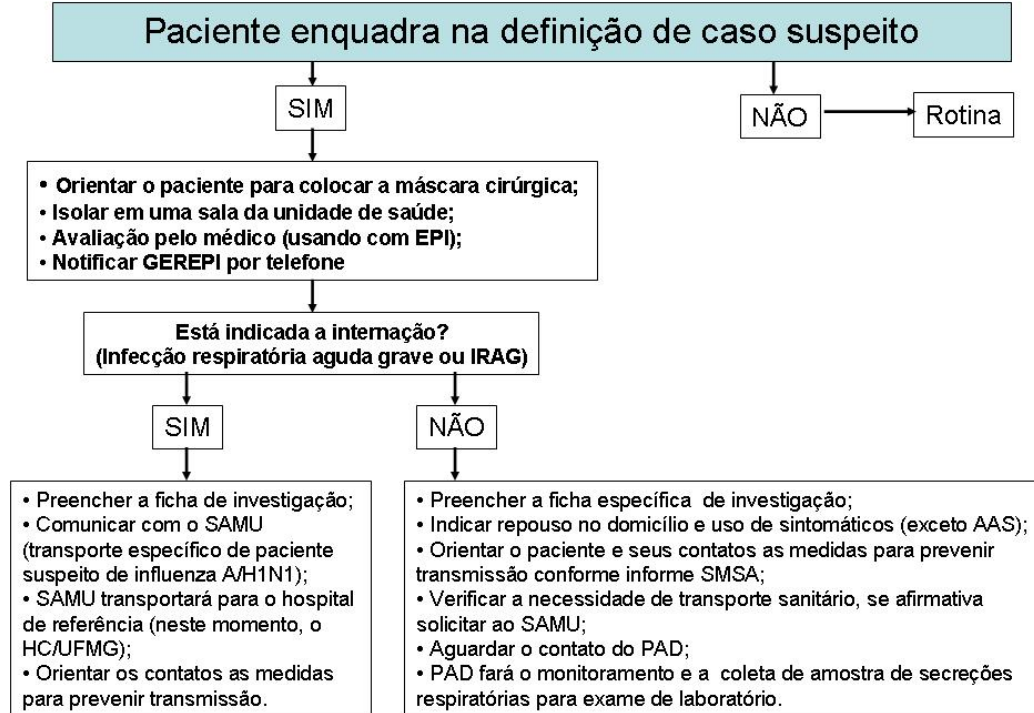 Paciente enquadra na definição de caso suspeito
SIM
NÃO
Rotina
• Orientar o paciente para colocar a máscara cirúrgica;
• Isolar em uma sala da unidade de saúde;
• Avaliação pelo médico (usando com EPI);
• Notificar GEREPI por telefone
Está indicada a internação?
(Infecção respiratória aguda grave ou IRAG)
SIM
NÃO
• Preencher a ficha de investigação;
• Comunicar com o SAMU
(transporte específico de paciente
suspeito de influenza A/H1N1);
• SAMU transportará para o hospital
de referência (neste momento, o
HC/UFMG);
• Orientar os contatos as medidas
para prevenir transmissão.
• Preencher a ficha específica de investigação;
• Indicar repouso no domicílio e uso de sintomáticos (exceto AAS);
• Orientar o paciente e seus contatos as medidas para prevenir
transmissão conforme informe SMSA;
• Verificar a necessidade de transporte sanitário, se afirmativa
solicitar ao SAMU;
• Aguardar o contato do PAD;
• PAD fará o monitoramento e a coleta de amostra de secreções
respiratórias para exame de laboratório.